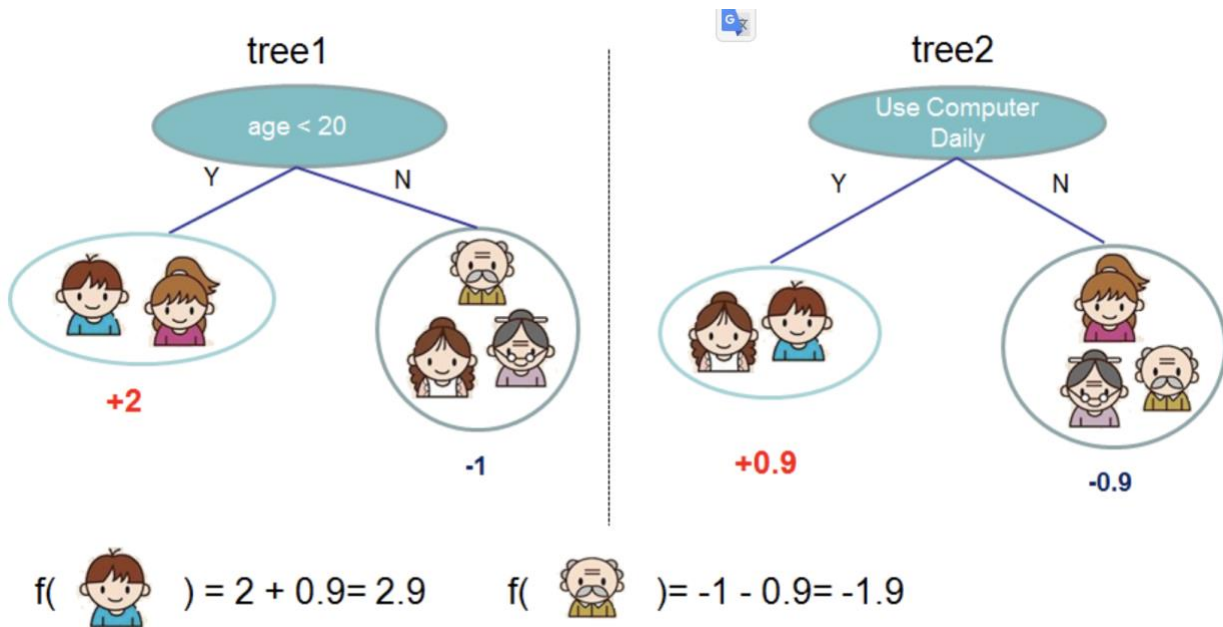 tree1
age < 20
Y
N
+2
-1
G 文
tree2
Use Computer
Daily
Y
N
+0.9
-0.9
f( ) = 2 + 0.9= 2.9
f( )= -1 - 0.9= -1.9